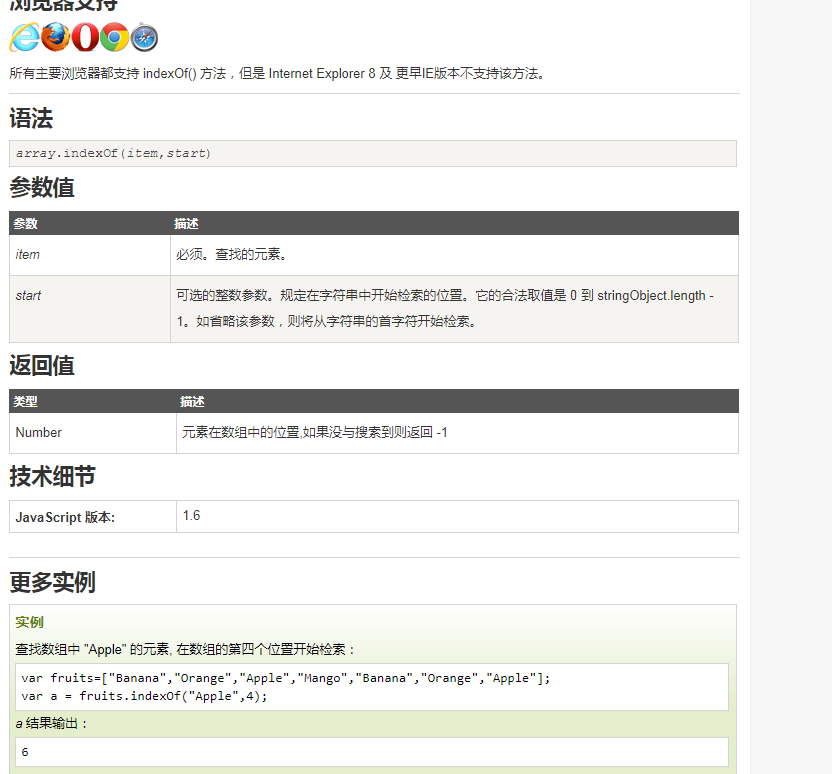 浏览器支持
所有主要浏览器都支持 indexOf() 方法，但是 Internet Explorer 8 及 更早IE版本不支持该方法。
语法
array.indexOf(item,start)
参数值
参数 描述
item 必须。查找的元素。
start 可选的整数参数。规定在字符串中开始检索的位置。它的合法取值是 0 到 stringObject.length -
1。如省略该参数，则将从字符串的首字符开始检索。
返回值
类型 描述
Number 元素在数组中的位置,如果没与搜索到则返回 -1
技术细节
JavaScript 版本: 1.6
更多实例
实例
查找数组中 "Apple" 的元素, 在数组的第四个位置开始检索：
var fruits=["Banana","Orange","Apple","Mango","Banana","Orange","Apple"];
var a = fruits.indexOf("Apple",4);
a 结果输出：
6